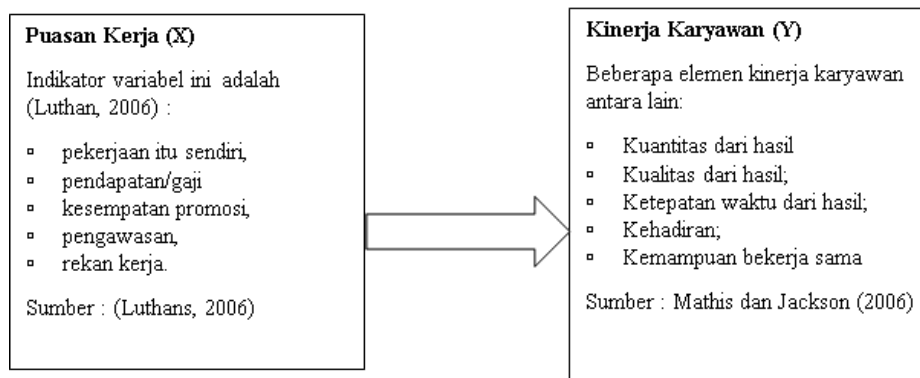 Puasan Kerja (X)
Indikator variabel ini adalah
(Luthan, 2006) :
▫ pekerjaan itu sendiri,
▫ pendapatan/gaji
▫ kesempatan promosi,
▫ pengawasan,
▫ rekan kerja.
Sumber : (Luthans, 2006)
Kinerja Karyawan (Y)
Beberapa elemen kinerja karyawan
antara lain:
▫ Kuantitas dari hasil
▫ Kualitas dari hasil;
▫ Ketepatan waktu dari hasil;
▫ Kehadiran;
▫ Kemampuan bekerja sama
Sumber : Mathis dan Jackson (2006)